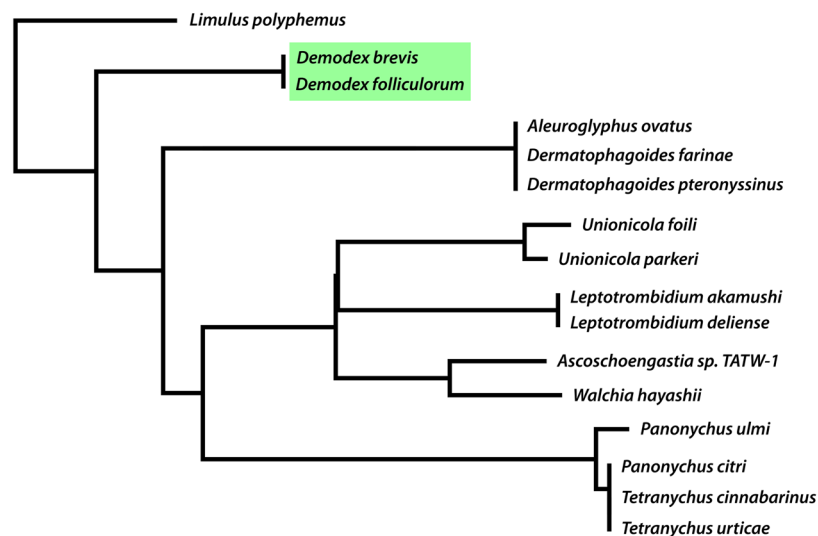 Limulus polyphemus
Demodex brevis
Demodex folliculorum
Aleuroglyphus ovatus
Dermatophagoides farinae
Dermatophagoides pteronyssinus
Unionicola foili
Unionicola parkeri
Leptotrombidium akamushi
Leptotrombidium deliense
Ascoschoengastia sp. TATW-1
Walchia hayashii
Panonychus ulmi
Panonychus citri
Tetranychus cinnabarinus
Tetranychus urticae